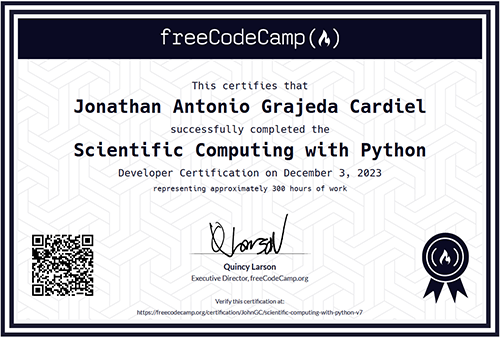 freeCodeCamp(🔥)
This certifies that
Jonathan Antonio Grajeda Cardiel
successfully completed the
Scientific Computing with Python
Developer Certification on December 3, 2023
representing approximately 300 hours of work
QLarson
Quincy Larson
Executive Director, freeCodeCamp.org
Verify this certification at:
https://freecodecamp.org/certification/JohnGC/scientific-computing-with-python-v7